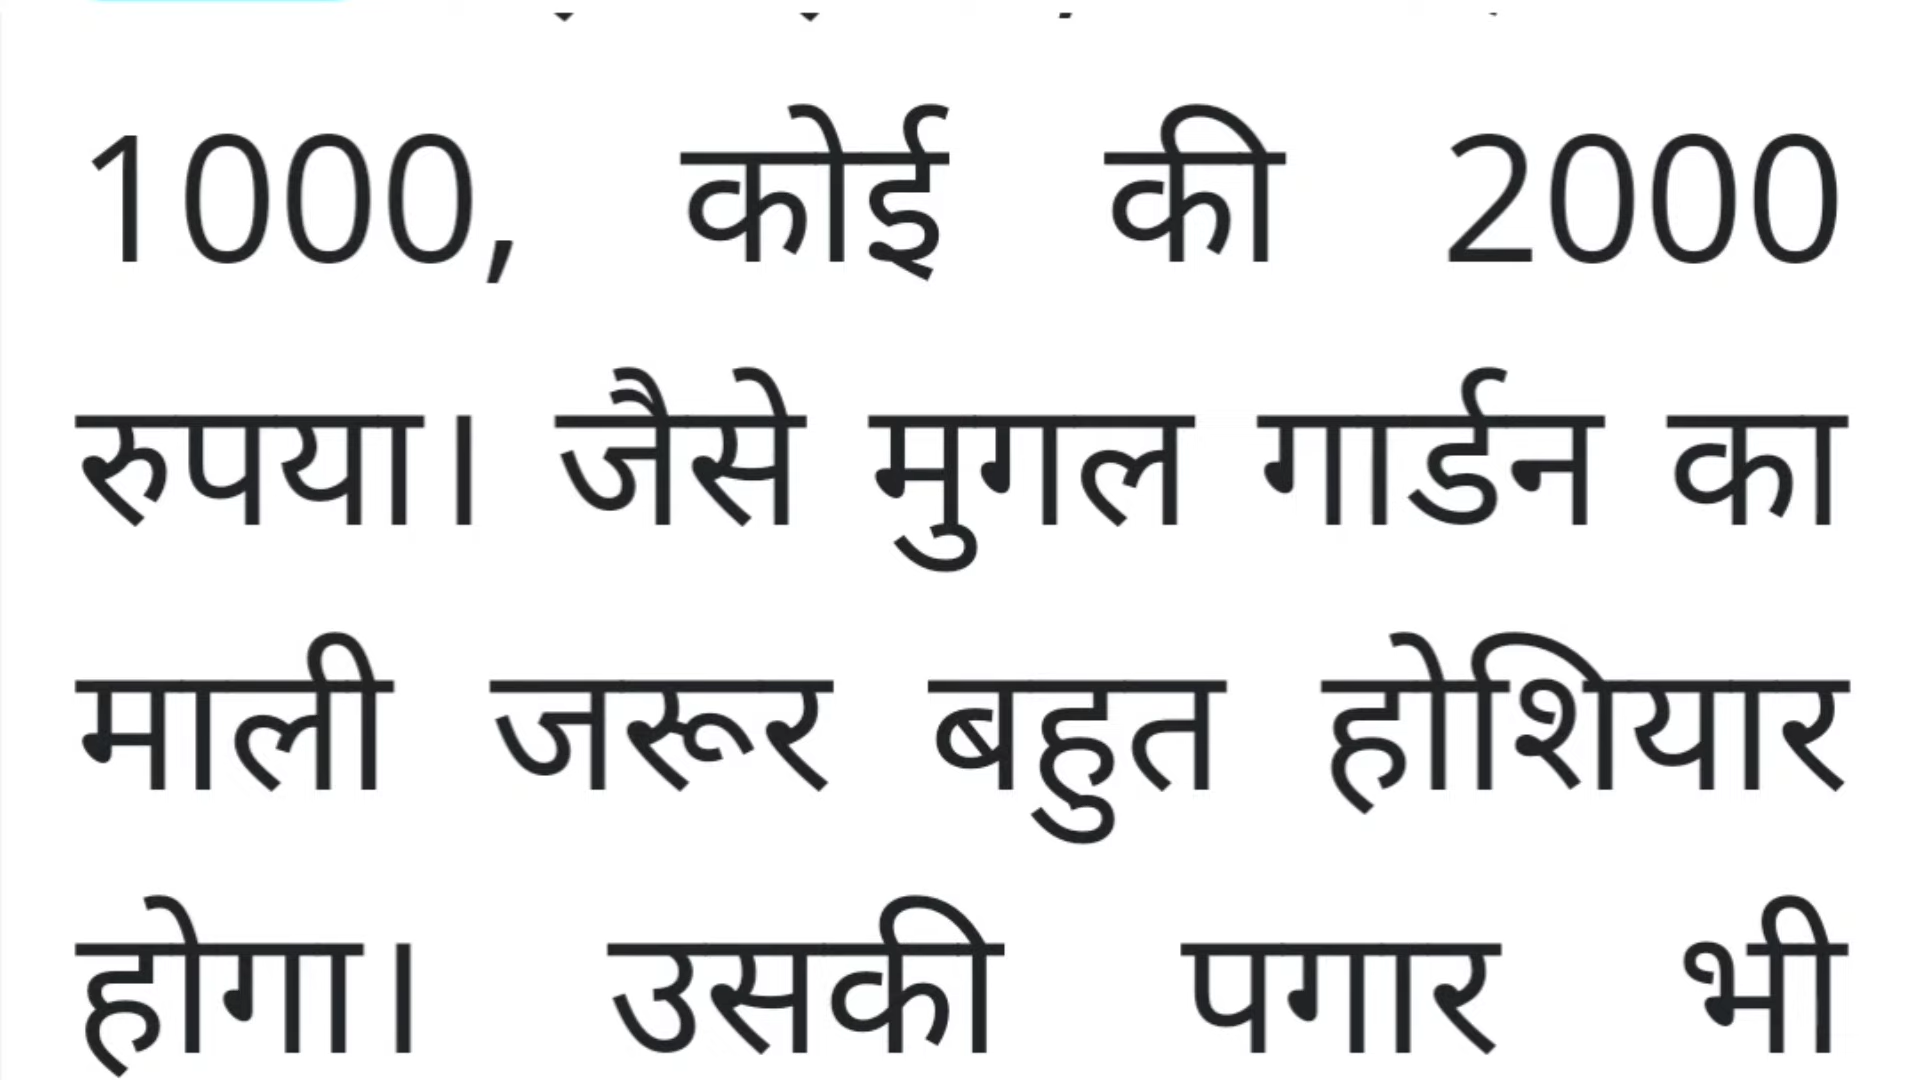 1000, कोई की 2000
रुपया। जैसे मुगल गार्डन का
माली जरूर बहुत होशियार
होगा। उसकी पगार भी